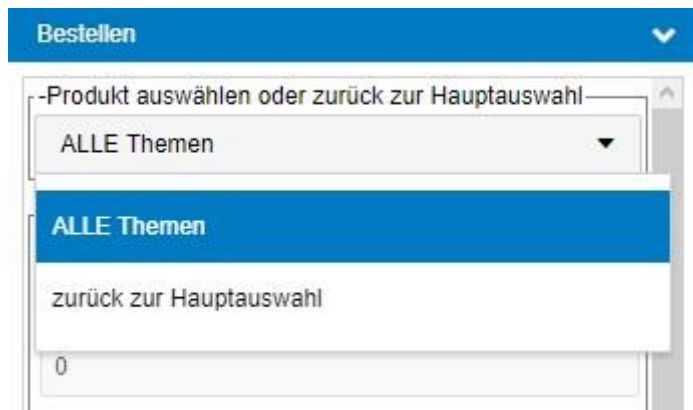 Bestellen
-Produkt auswählen oder zurück zur Hauptauswahl
ALLE Themen
ALLE Themen
zurück zur Hauptauswahl
0